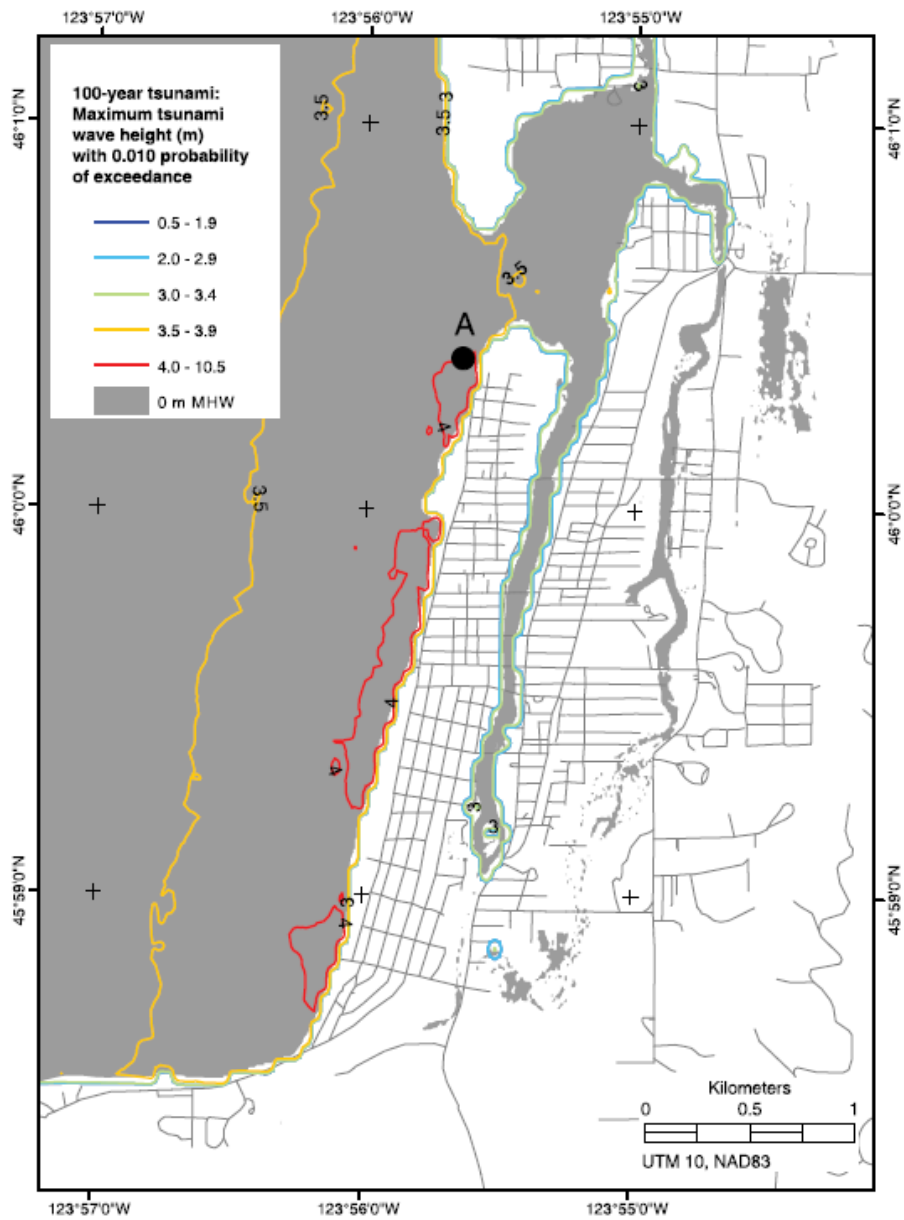 123°57'0"W 123°56'0"W 123°55'0"W
100-year tsunami:
Maximum tsunami
wave height (m)
with 0.010 probability
of exceedance
0.5 - 1.9
2.0 - 2.9
3.0 - 3.4
3.5 - 3.9
4.0 - 10.5
0 m MHW
3.5
3.5
3
3
46°1'0"N
46°1'0"N
3.5
A
4
46°0'0"N
3.5
46°0'0"N
4
4
3
3
45°59'0"N
3
4
45°59'0"N
Kilometers
0 0.5 1
UTM 10, NAD83
123°57'0"W 123°56'0"W 123°55'0"W